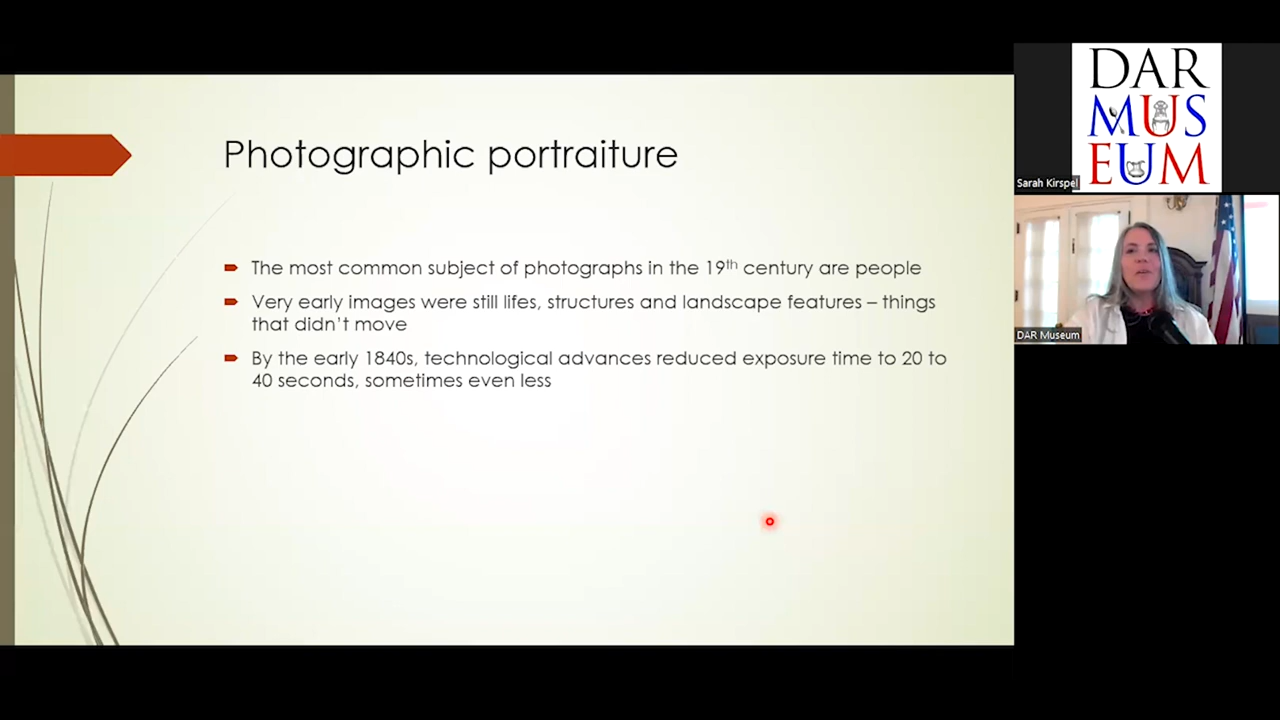 Photographic portraiture
The most common subject of photographs in the 19th century are people
Very early images were still lifes, structures and landscape features – things
that didn't move
By the early 1840s, technological advances reduced exposure time to 20 to
40 seconds, sometimes even less
DAR
MUS
EUM
Sarah Kirspel
DAR Museum